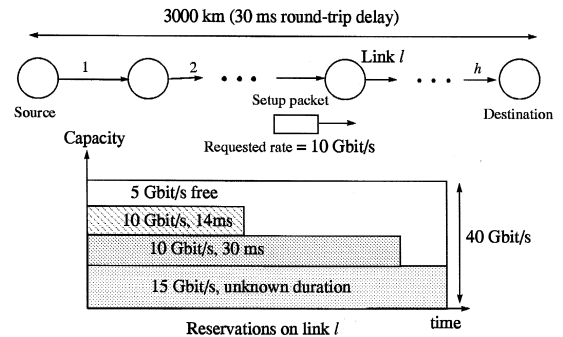 3000 km (30 ms round-trip delay)
Link l
1
2
h
Setup packet
Source
Destination
Requested rate = 10 Gbit/s
Capacity
5 Gbit/s free
10 Gbit/s, 14ms
10 Gbit/s, 30 ms
40 Gbit/s
15 Gbit/s, unknown duration
time
Reservations on link l